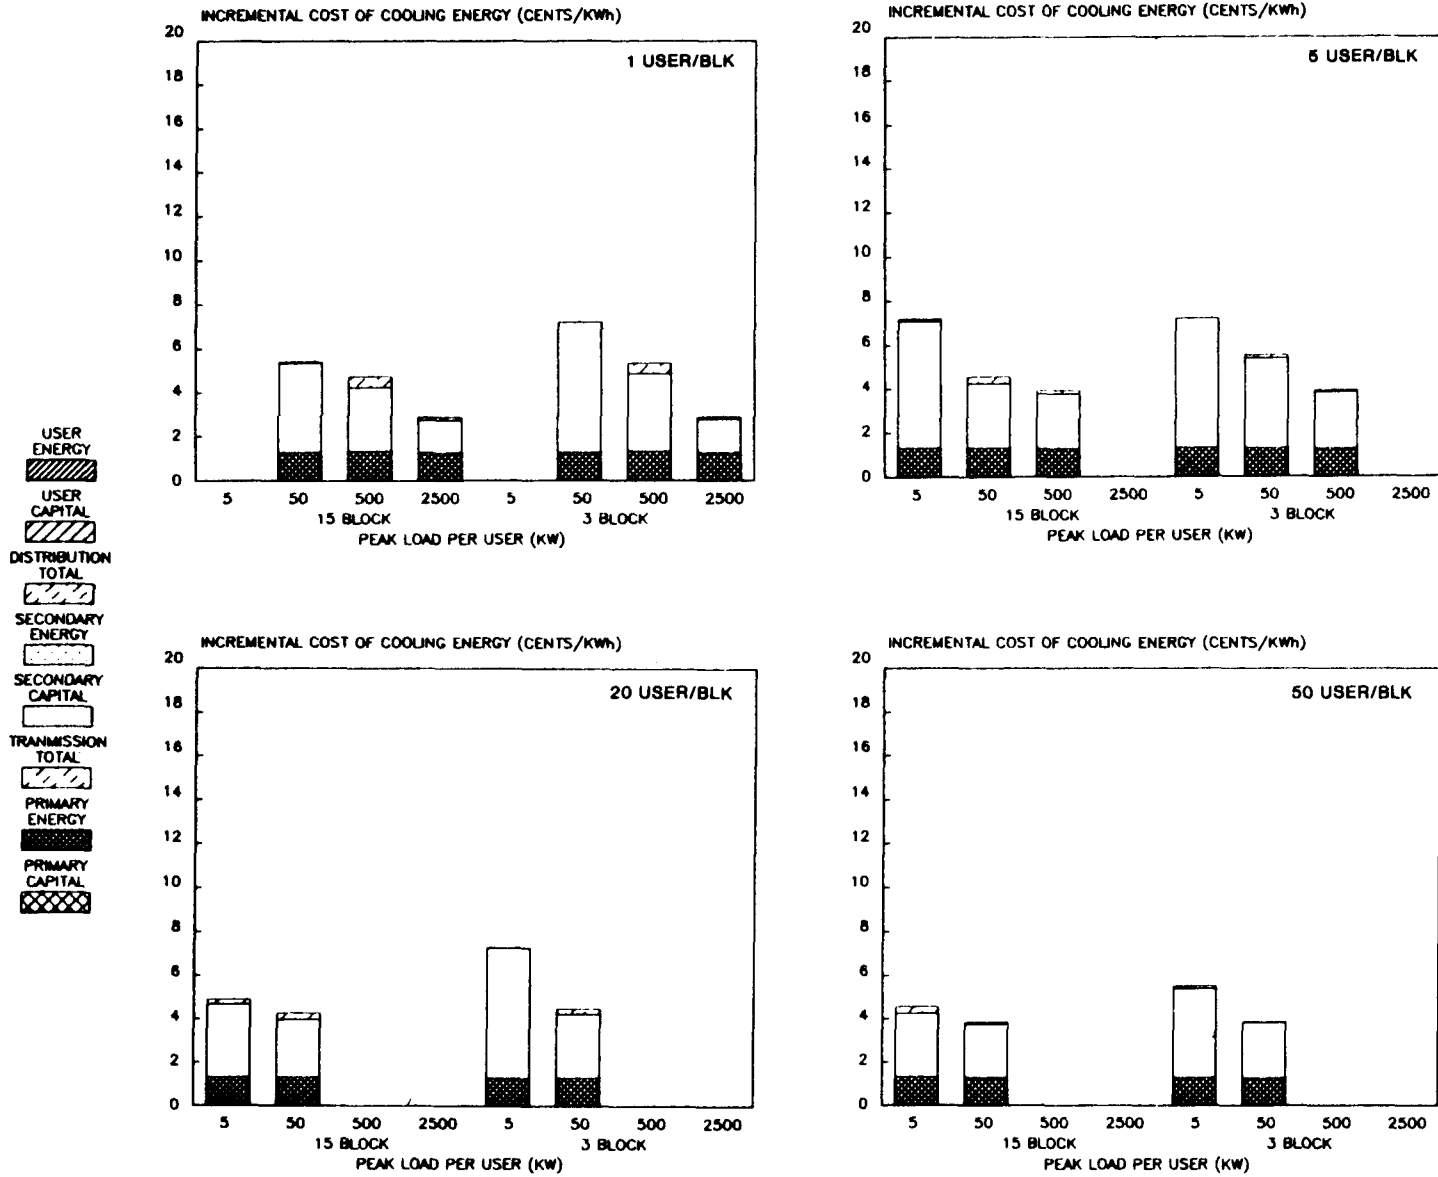 INCREMENTAL COST OF COOLING ENERGY (CENTS/KWh)
1 USER/BLK
20
18
16
14
12
10
8
6
4
2
0
5 50 500 2500 5 50 500 2500
15 BLOCK 3 BLOCK
PEAK LOAD PER USER (KW)
INCREMENTAL COST OF COOLING ENERGY (CENTS/KWh)
5 USER/BLK
20
18
16
14
12
10
8
6
4
2
0
5 50 500 2500 5 50 500 2500
15 BLOCK 3 BLOCK
PEAK LOAD PER USER (KW)
USER
ENERGY
USER
CAPITAL
DISTRIBUTION
TOTAL
SECONDARY
ENERGY
SECONDARY
CAPITAL
TRANMISSION
TOTAL
PRIMARY
ENERGY
PRIMARY
CAPITAL
INCREMENTAL COST OF COOLING ENERGY (CENTS/KWh)
20 USER/BLK
20
18
16
14
12
10
8
6
4
2
0
5 50 500 2500 5 50 500 2500
15 BLOCK 3 BLOCK
PEAK LOAD PER USER (KW)
INCREMENTAL COST OF COOLING ENERGY (CENTS/KWh)
50 USER/BLK
20
18
16
14
12
10
8
6
4
2
0
5 50 500 2500 5 50 500 2500
15 BLOCK 3 BLOCK
PEAK LOAD PER USER (KW)